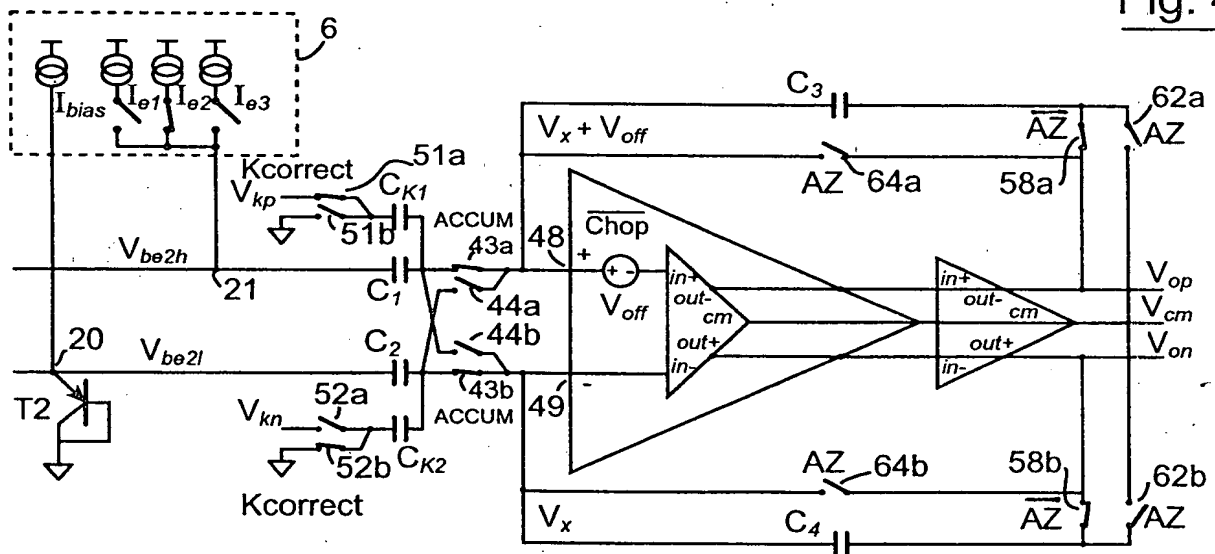 Fig. 4
6
I_bias
I_e1
I_e2
I_e3
Kcorrect
51a
V_kp
C_K1
51b
V_be2h
21
C_1
ACCUM
43a
44a
48
V_x + V_off
C_3
AZ
64a
AZ
58a
62a
AZ
Chop
+
+ -
V_off
in+
out-
cm
out+
in-
in+
out-
cm
out+
in-
V_op
V_cm
V_on
20
V_be2l
C_2
44b
43b
ACCUM
49
-
T2
V_kn
52a
52b
C_K2
Kcorrect
AZ
64b
58b
62b
V_x
C_4
AZ
AZ